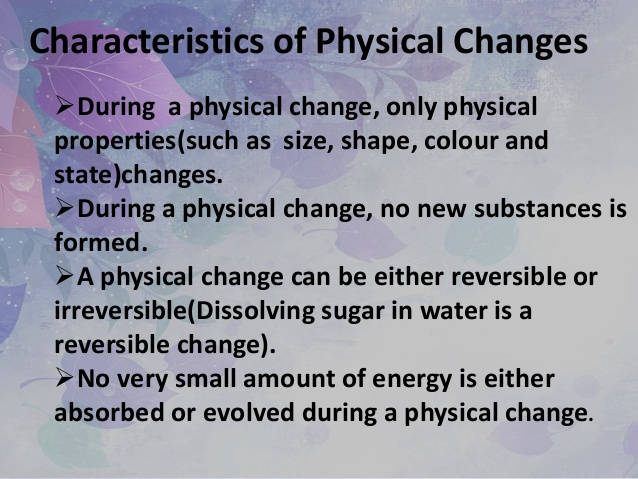 Characteristics of Physical Changes
➢During a physical change, only physical
properties(such as size, shape, colour and
state)changes.
➢During a physical change, no new substances is
formed.
➢A physical change can be either reversible or
irreversible(Dissolving sugar in water is a
reversible change).
➢No very small amount of energy is either
absorbed or evolved during a physical change.